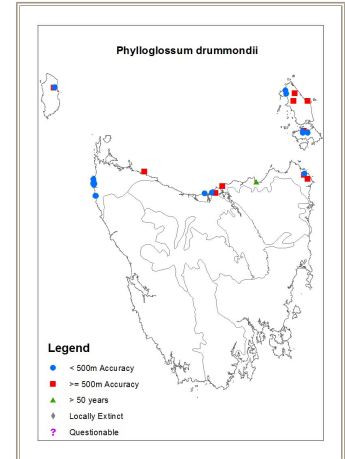 Phylloglossum drummondii
Legend
< 500m Accuracy
>= 500m Accuracy
> 50 years
Locally Extinct
? Questionable